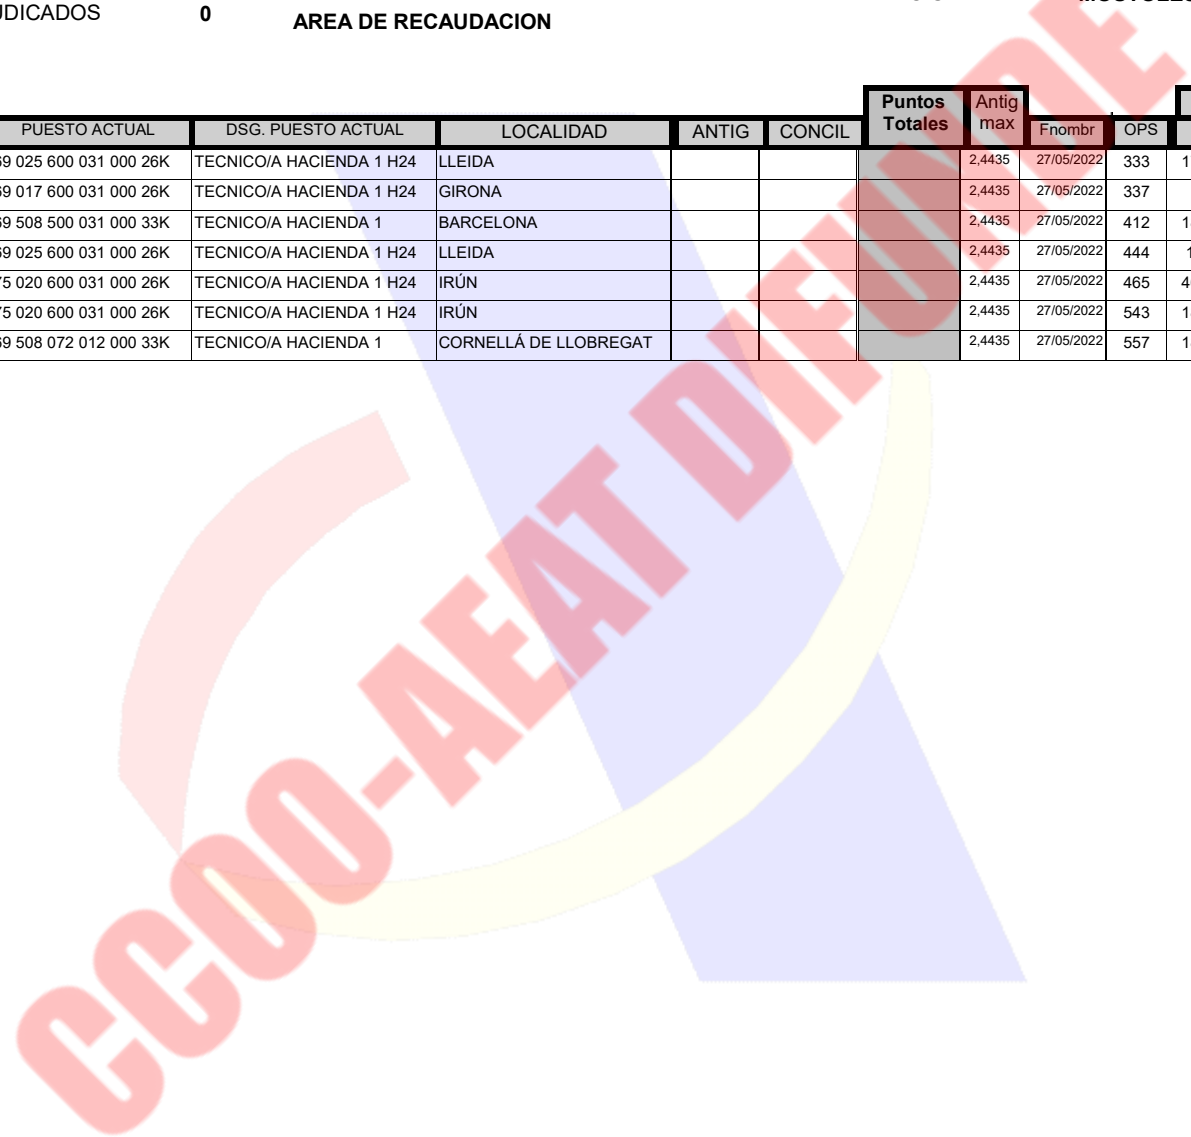 UDICADOS 0 AREA DE RECAUDACION
Puntos Totales Antig max
PUESTO ACTUAL DSG. PUESTO ACTUAL LOCALIDAD ANTIG CONCIL Fnombr OPS
69 025 600 031 000 26K TECNICO/A HACIENDA 1 H24 LLEIDA 2,4435 27/05/2022 333
69 017 600 031 000 26K TECNICO/A HACIENDA 1 H24 GIRONA 2,4435 27/05/2022 337
69 508 500 031 000 33K TECNICO/A HACIENDA 1 BARCELONA 2,4435 27/05/2022 412
69 025 600 031 000 26K TECNICO/A HACIENDA 1 H24 LLEIDA 2,4435 27/05/2022 444
75 020 600 031 000 26K TECNICO/A HACIENDA 1 H24 IRÚN 2,4435 27/05/2022 465
75 020 600 031 000 26K TECNICO/A HACIENDA 1 H24 IRÚN 2,4435 27/05/2022 543
69 508 072 012 000 33K TECNICO/A HACIENDA 1 CORNELLÁ DE LLOBREGAT 2,4435 27/05/2022 557
CCOO-AEAT DIFUNDE